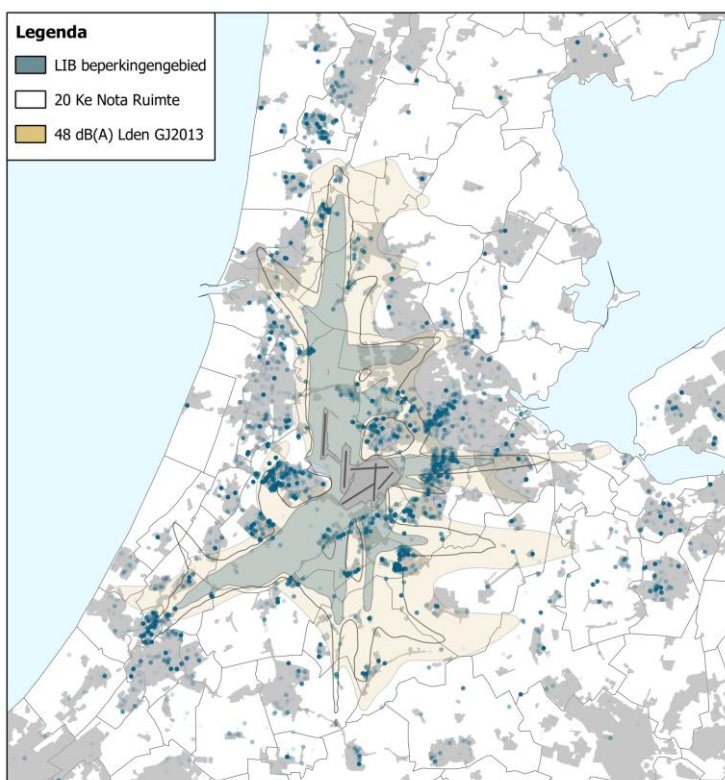 Legenda
LIB beperkingengebied
20 Ke Nota Ruimte
48 dB(A) Lden GJ2013